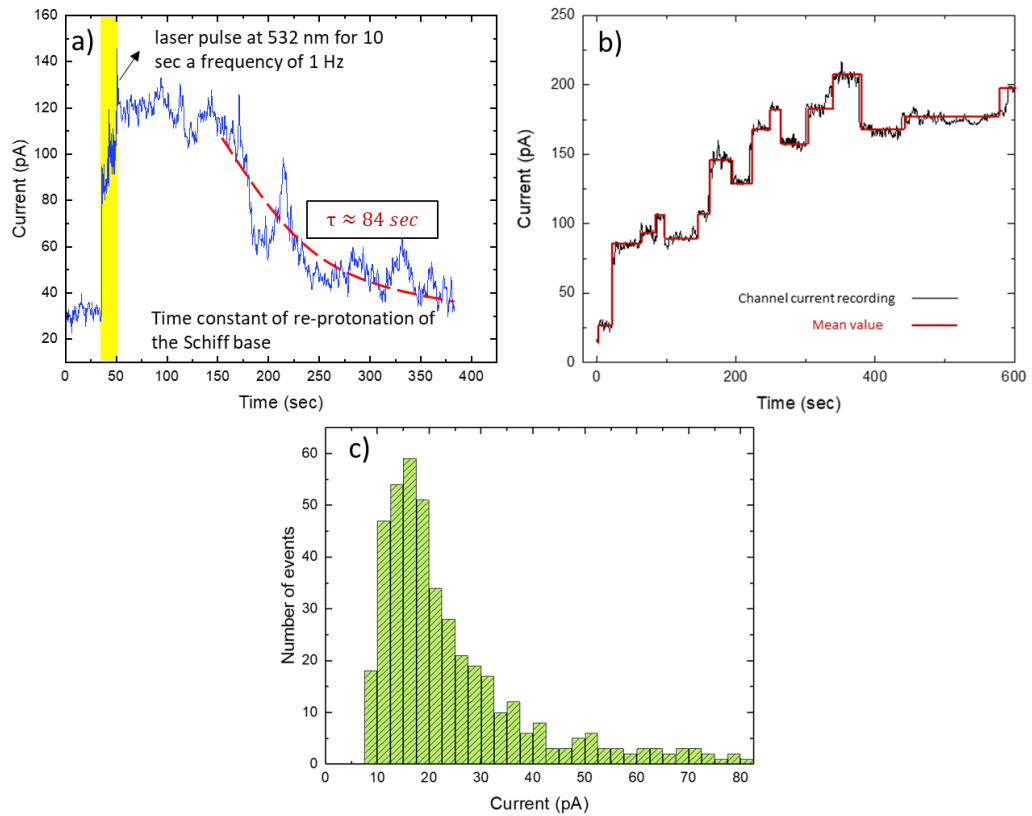 a)
laser pulse at 532 nm for 10
sec a frequency of 1 Hz
160
140
120
100
80
60
40
20
Current (pA)
τ ≈ 84 sec
Time constant of re-protonation of
the Schiff base
0 50 100 150 200 250 300 350 400
Time (sec)
b)
250
200
150
100
50
0
Current (pA)
Channel current recording
Mean value
0 200 400 600
Time (sec)
c)
60
50
40
30
20
10
0
Number of events
0 10 20 30 40 50 60 70 80
Current (pA)